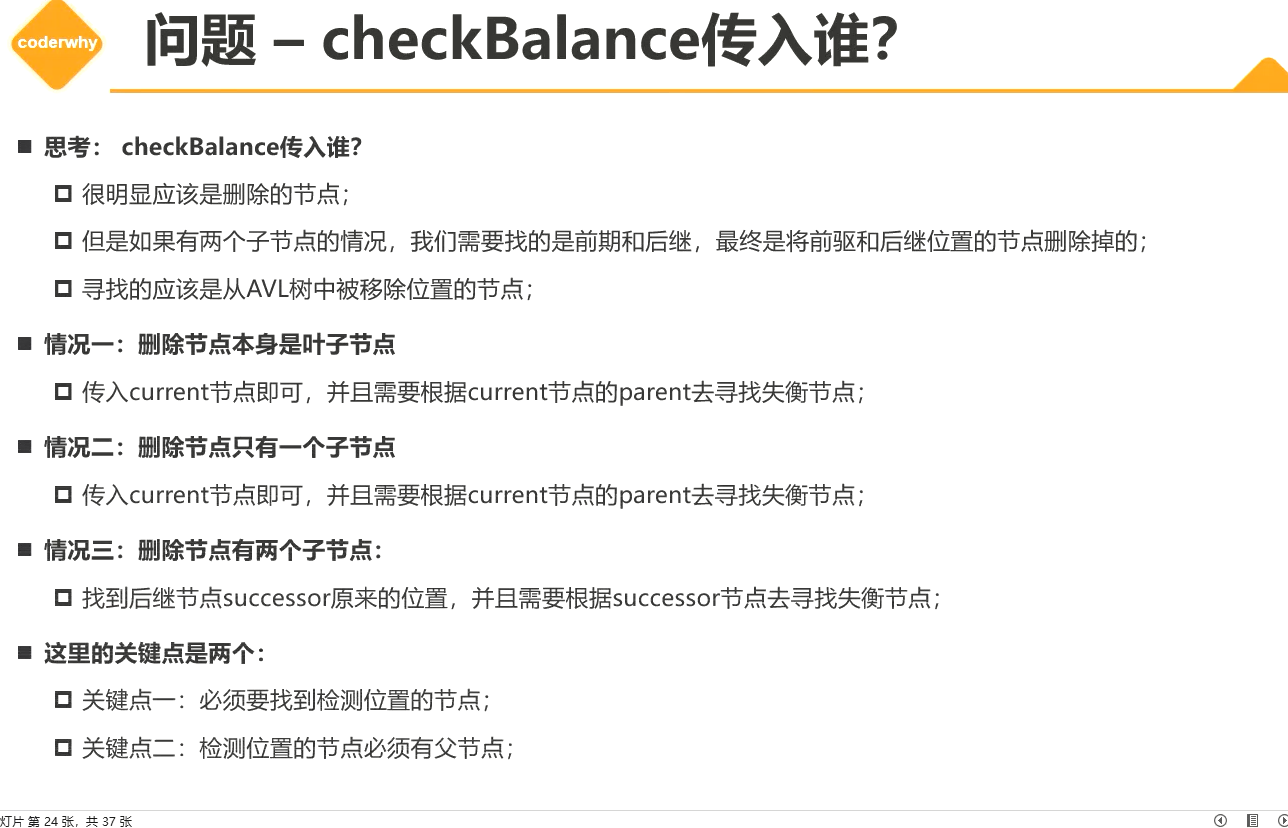 coderwhy
问题 – checkBalance传入谁?
■ 思考： checkBalance传入谁?
很明显应该是删除的节点；
但是如果有两个子节点的情况，我们需要找的是前期和后继，最终是将前驱和后继位置的节点删除掉的；
寻找的应该是从AVL树中被移除位置的节点；
■ 情况一：删除节点本身是叶子节点
传入current节点即可，并且需要根据current节点的parent去寻找失衡节点；
■ 情况二：删除节点只有一个子节点
传入current节点即可，并且需要根据current节点的parent去寻找失衡节点；
■ 情况三：删除节点有两个子节点：
找到后继节点successor原来的位置，并且需要根据successor节点去寻找失衡节点；
■ 这里的关键点是两个：
关键点一：必须要找到检测位置的节点；
关键点二：检测位置的节点必须有父节点；
灯片 第 24 张，共 37 张